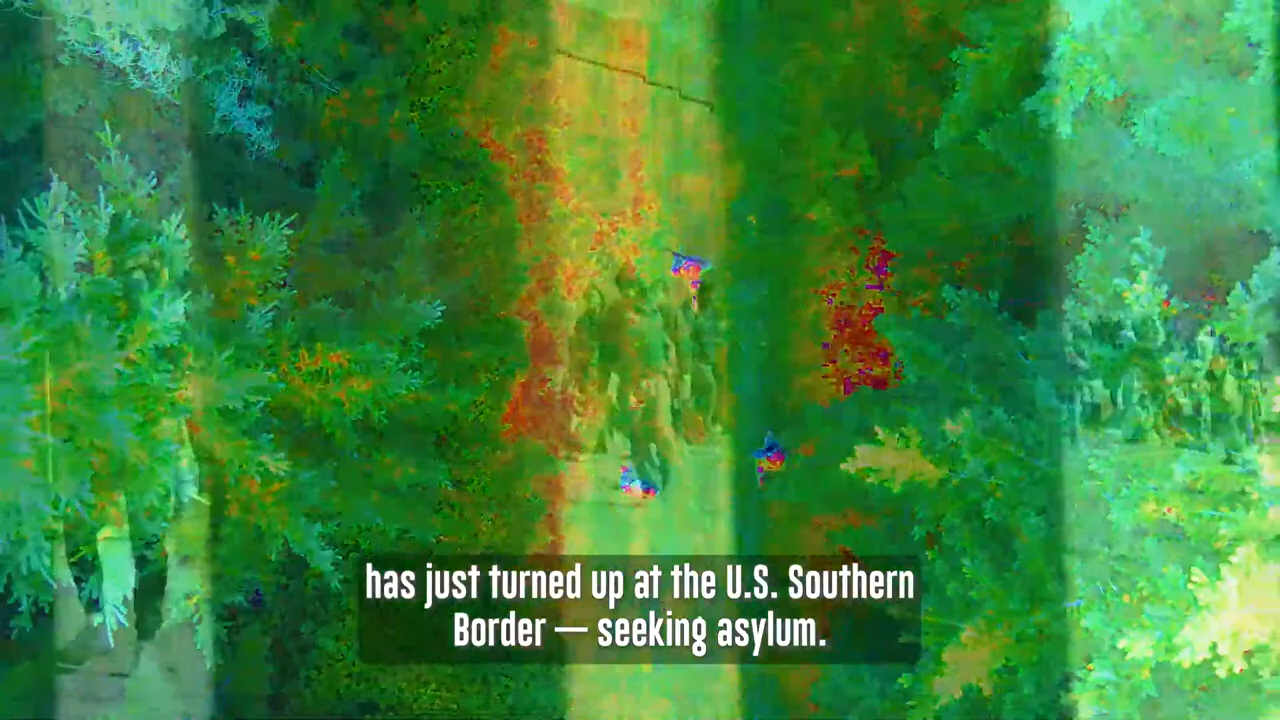 has just turned up at the U.S. Southern
Border — seeking asylum.